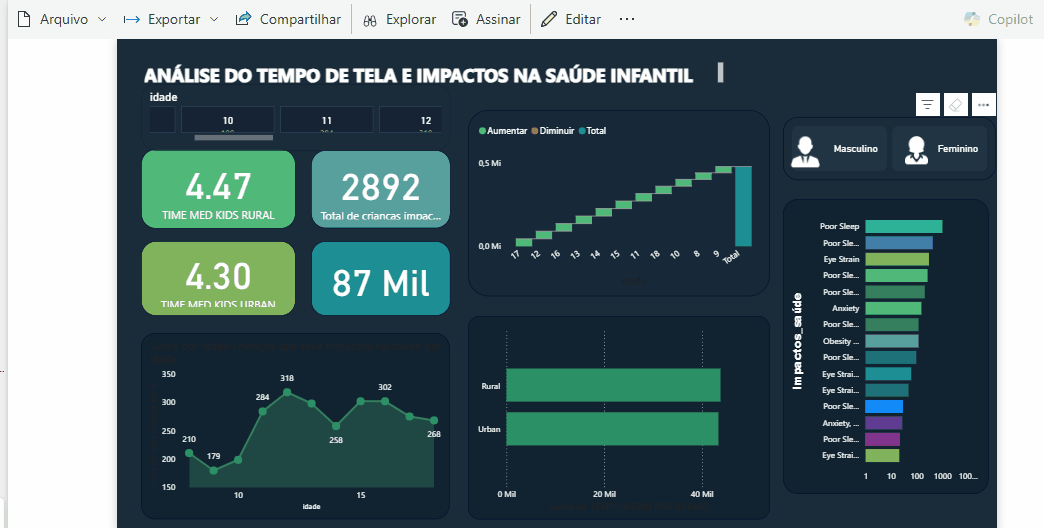 Arquivo Exportar Compartilhar Explorar Assinar Editar ... Copilot
ANÁLISE DO TEMPO DE TELA E IMPACTOS NA SAÚDE INFANTIL
idade
10 11 12
4.47
TIME MED KIDS RURAL
2892
Total de crianças impac...
4.30
TIME MED KIDS URBAN
87 Mil
Aumentar Diminuir Total
0,5 Mi
0,0 Mi
17 12 16 13 14 15 11 18 10 8 9 Total
Masculino Feminino
Impactos_saúde
Poor Sleep
Poor Sle...
Eye Strain
Poor Sle...
Poor Sle...
Anxiety
Poor Sle...
Obesity ...
Poor Sle...
Eye Strai...
Eye Strai...
Poor Sle...
Anxiety, ...
Poor Sle...
Eye Strai...
1 10 100 1000 100...
350
300
250
200
150
210
179
284
318
258
302
268
10 15
idade
Rural
Urban
0 Mil 20 Mil 40 Mil